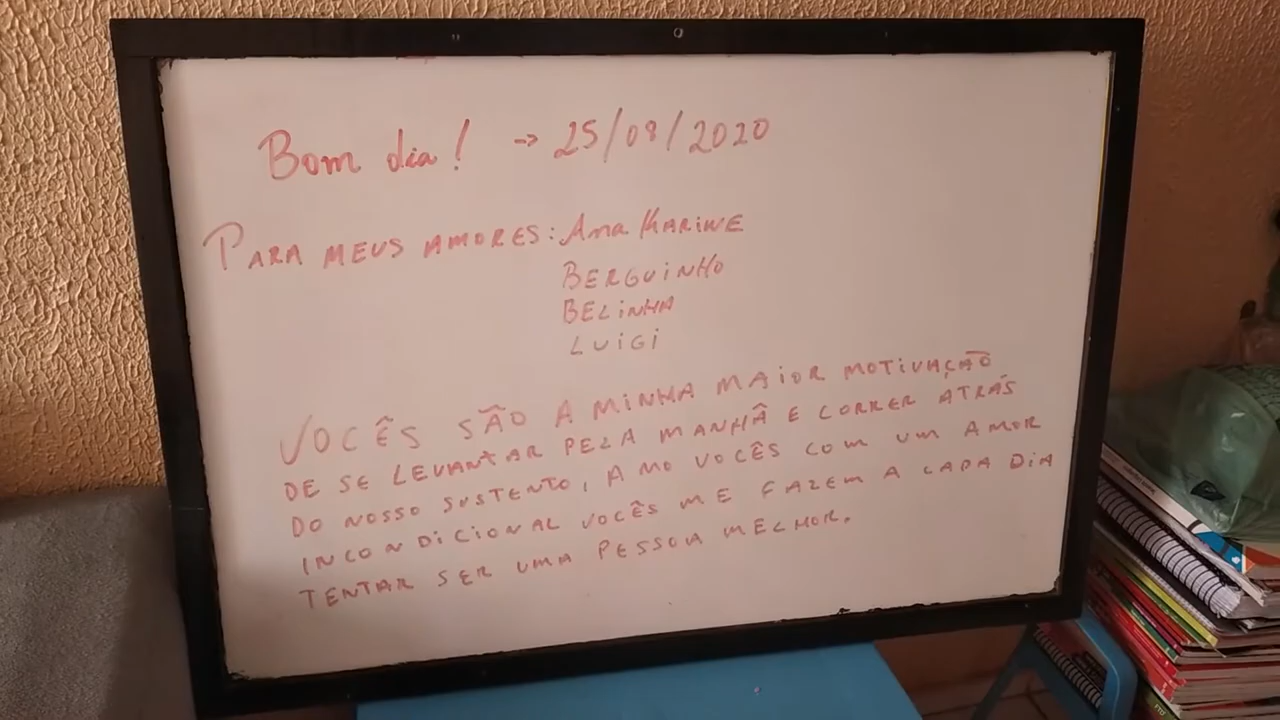 Bom dia! → 25/09/2020
PARA MEUS AMORES: Ana KARINE
BERGUINHO
BELINHA
LUIGI
VOCÊS SÃO A MINHA MAIOR MOTIVAÇÃO
DE SE LEVANTAR PELA MANHÃ E CORRER ATRÁS
DO NOSSO SUSTENTO, AMO VOCÊS COM UM AMOR
INCONDICIONAL VOCÊS ME FAZEM A CADA DIA
TENTAR SER UMA PESSOA MELHOR.